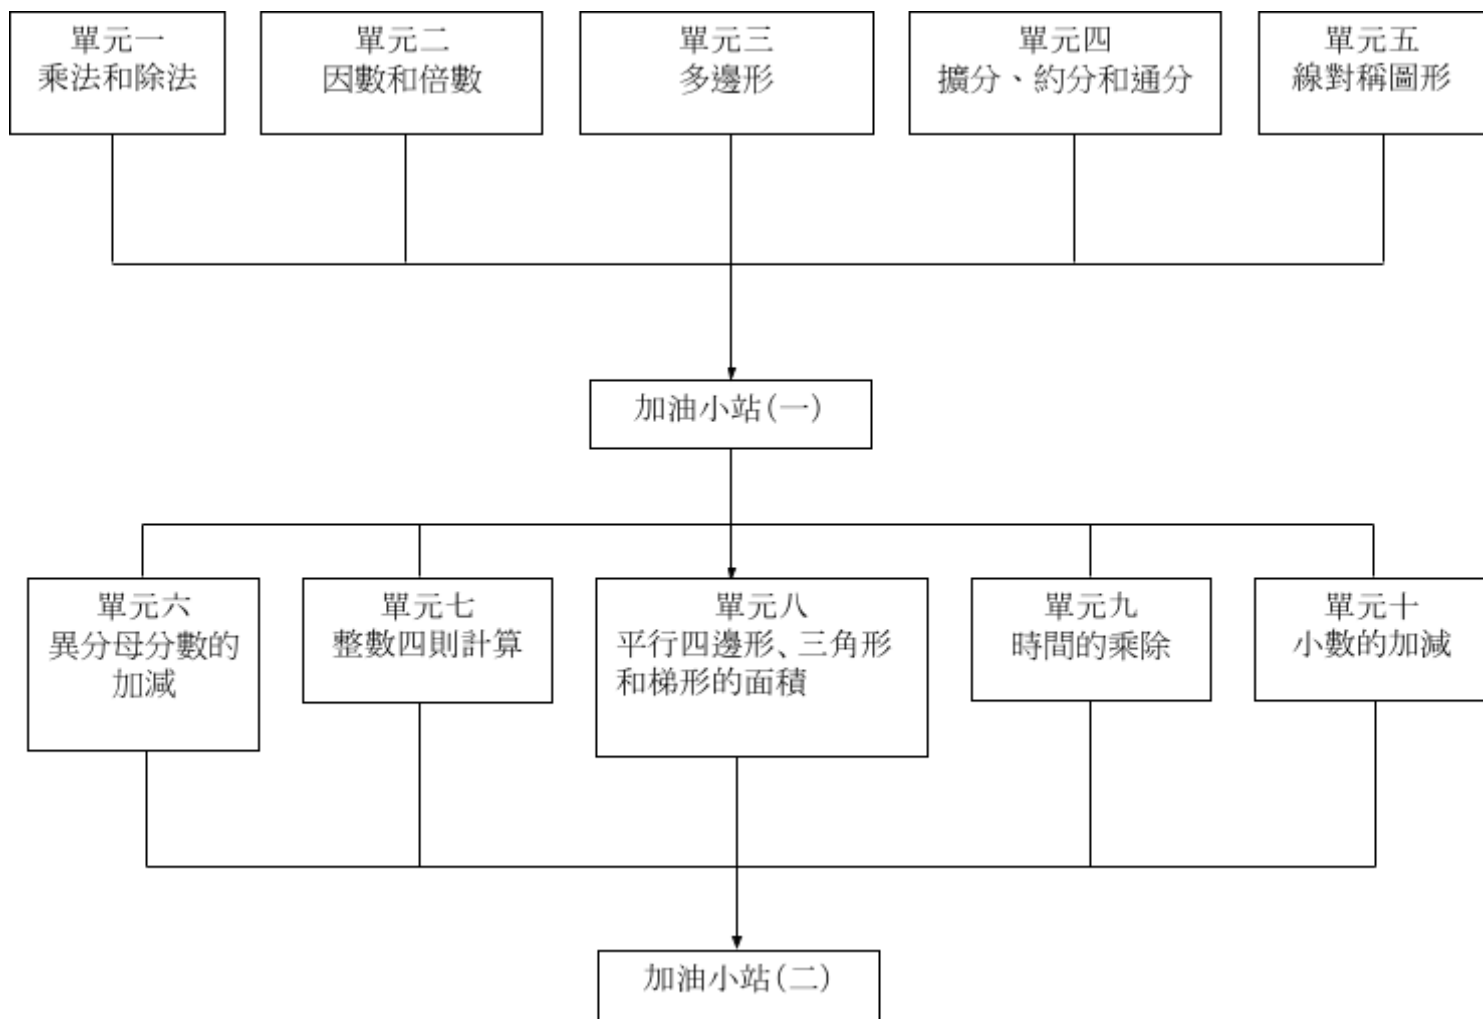 單元一
乘法和除法
單元二
因數和倍數
單元三
多邊形
單元四
擴分、約分和通分
單元五
線對稱圖形
加油小站(一)
單元六
異分母分數的
加減
單元七
整數四則計算
單元八
平行四邊形、三角形
和梯形的面積
單元九
時間的乘除
單元十
小數的加減
加油小站(二)